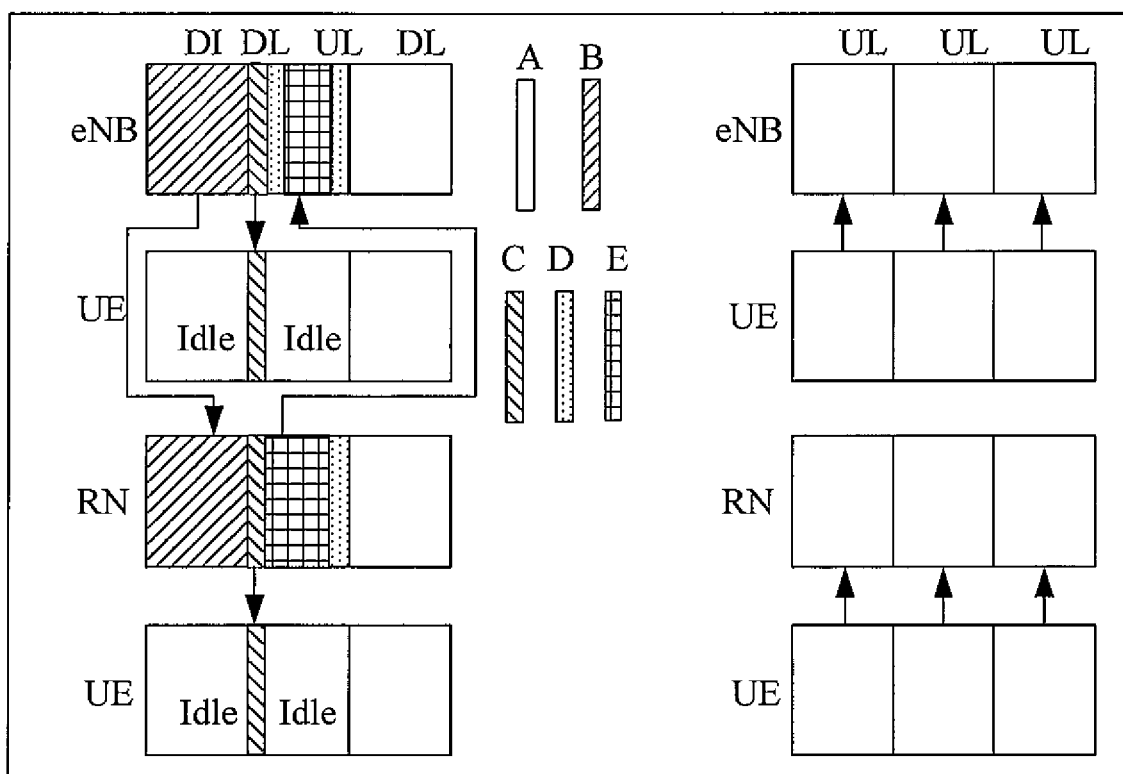 DI DL UL DL
A B
UL UL UL
eNB
eNB
C D E
UE
Idle Idle
UE
RN
RN
UE
Idle Idle
UE